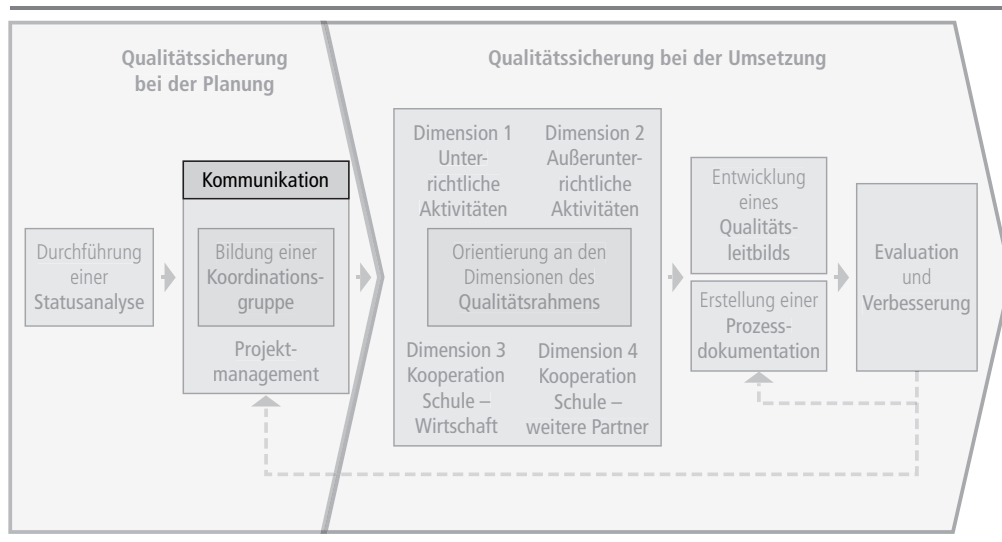 Qualitätssicherung
bei der Planung
Qualitätssicherung bei der Umsetzung
Durchführung
einer
Statusanalyse
Kommunikation
Bildung einer
Koordinations-
gruppe
Projekt-
management
Dimension 1
Unter-
richtliche
Aktivitäten
Dimension 2
Außerunter-
richtliche
Aktivitäten
Orientierung an den
Dimensionen des
Qualitätsrahmens
Dimension 3
Kooperation
Schule –
Wirtschaft
Dimension 4
Kooperation
Schule –
weitere Partner
Entwicklung
eines
Qualitäts-
leitbilds
Erstellung einer
Prozess-
dokumentation
Evaluation
und
Verbesserung